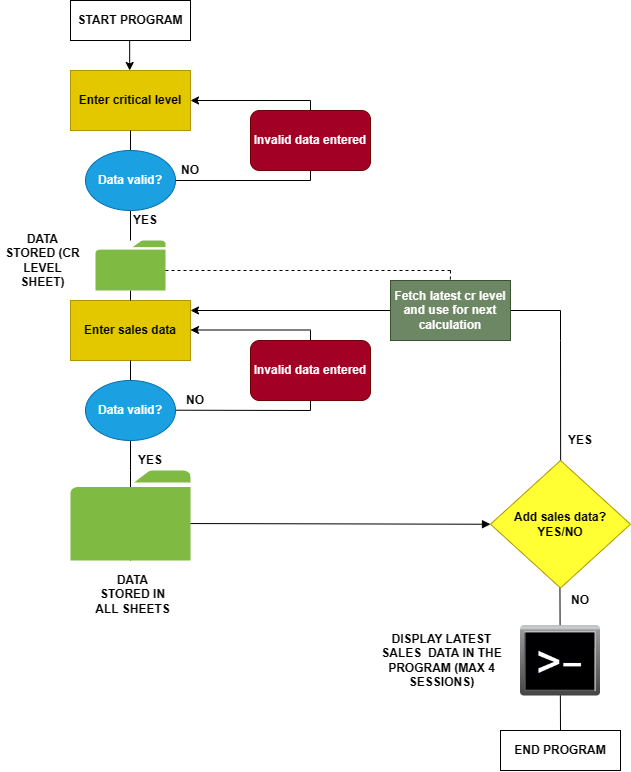 START PROGRAM
Enter critical level
Invalid data entered
NO
Data valid?
YES
DATA
STORED (CR
LEVEL
SHEET)
Fetch latest cr level
and use for next
calculation
Enter sales data
Invalid data entered
NO
Data valid?
YES
YES
Add sales data?
YES/NO
DATA
STORED IN
ALL SHEETS
NO
DISPLAY LATEST
SALES  DATA IN THE
PROGRAM (MAX 4
SESSIONS)
>–
END PROGRAM